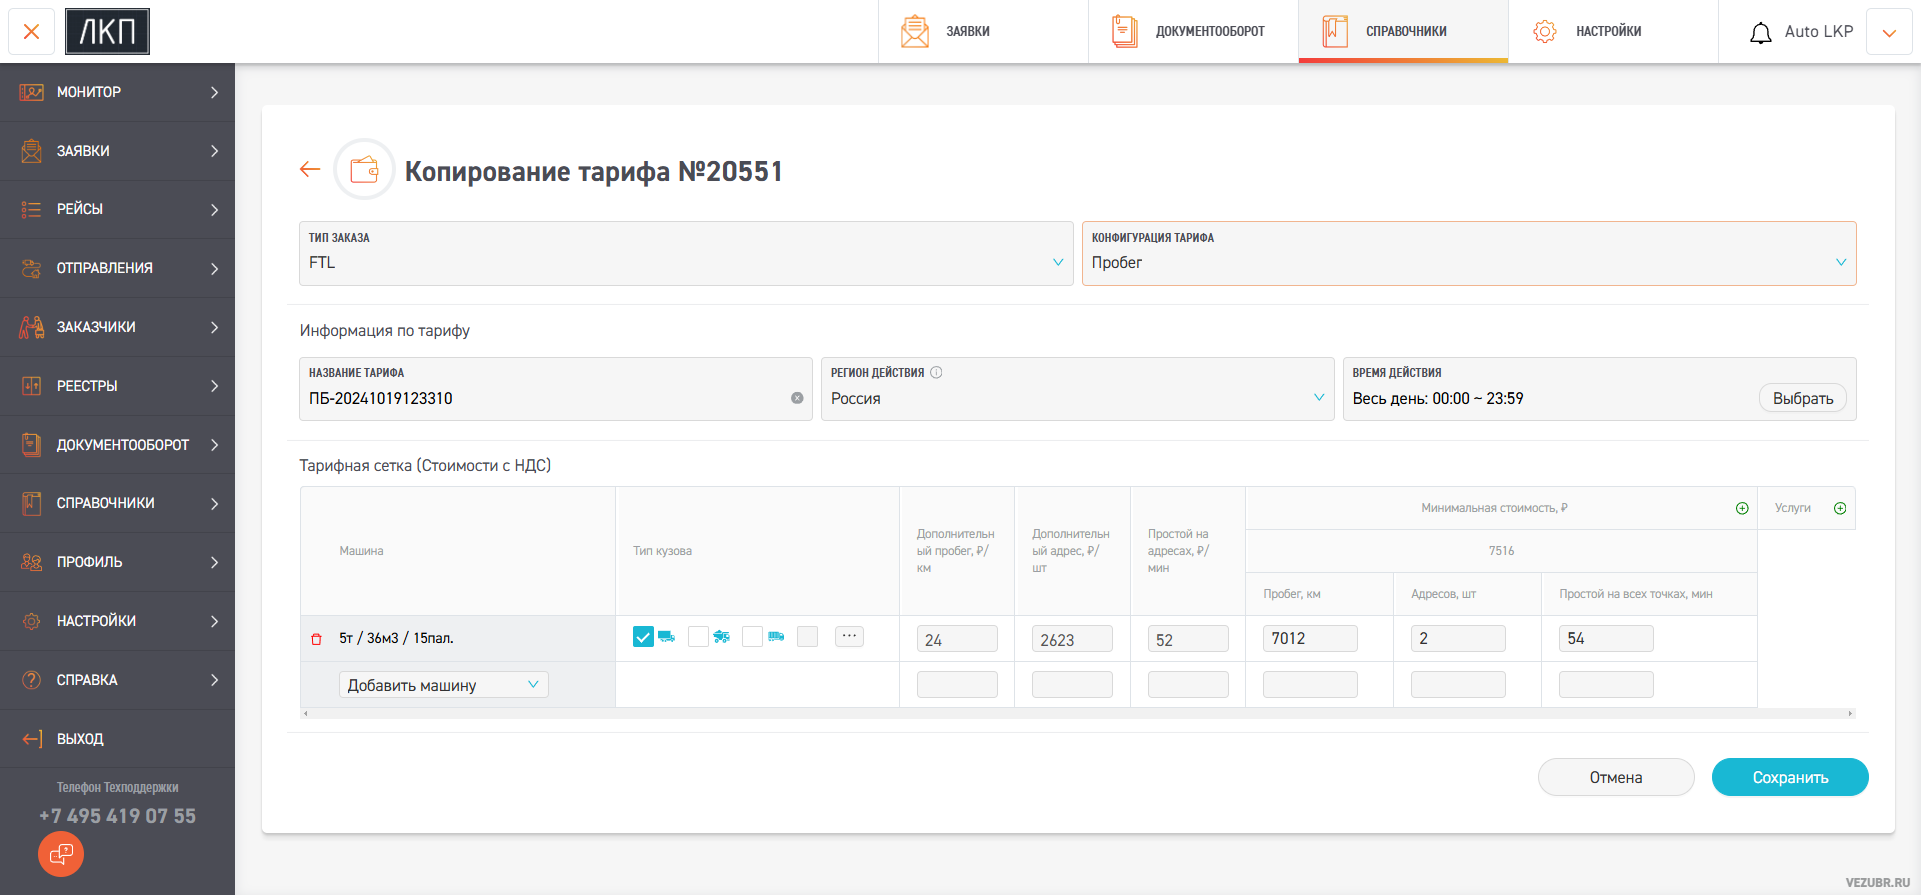 ЛКП
ЗАЯВКИ
ДОКУМЕНТООБОРОТ
СПРАВОЧНИКИ
НАСТРОЙКИ
Auto LKP
МОНИТОР
ЗАЯВКИ
РЕЙСЫ
ОТПРАВЛЕНИЯ
ЗАКАЗЧИКИ
РЕЕСТРЫ
ДОКУМЕНТООБОРОТ
СПРАВОЧНИКИ
ПРОФИЛЬ
НАСТРОЙКИ
СПРАВКА
ВЫХОД
Телефон Техподдержки
+7 495 419 07 55
Копирование тарифа №20551
ТИП ЗАКАЗА
FTL
КОНФИГУРАЦИЯ ТАРИФА
Пробег
Информация по тарифу
НАЗВАНИЕ ТАРИФА
ПБ-20241019123310
РЕГИОН ДЕЙСТВИЯ
Россия
ВРЕМЯ ДЕЙСТВИЯ
Весь день: 00:00 ~ 23:59
Выбрать
Тарифная сетка (Стоимости с НДС)
Машина
Тип кузова
Дополнительн
ый пробег, ₽/
км
Дополнительн
ый адрес, ₽/
шт
Простой на
адресах, ₽/
мин
Минимальная стоимость, ₽
Услуги
7516
Пробег, км
Адресов, шт
Простой на всех точках, мин
5т / 36м3 / 15пал.
24
2623
52
7012
2
54
Добавить машину
Отмена
Сохранить
VEZUBR.RU